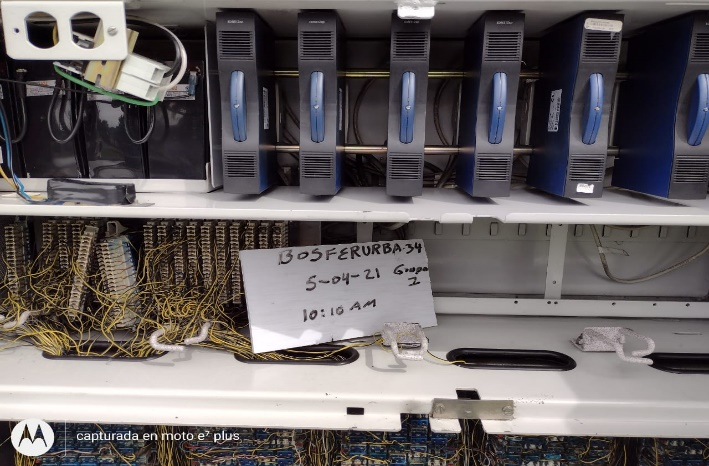 BOSFERURBA-34
5-04-21 Grupo 2
10:10 AM
capturada en moto e⁷ plus